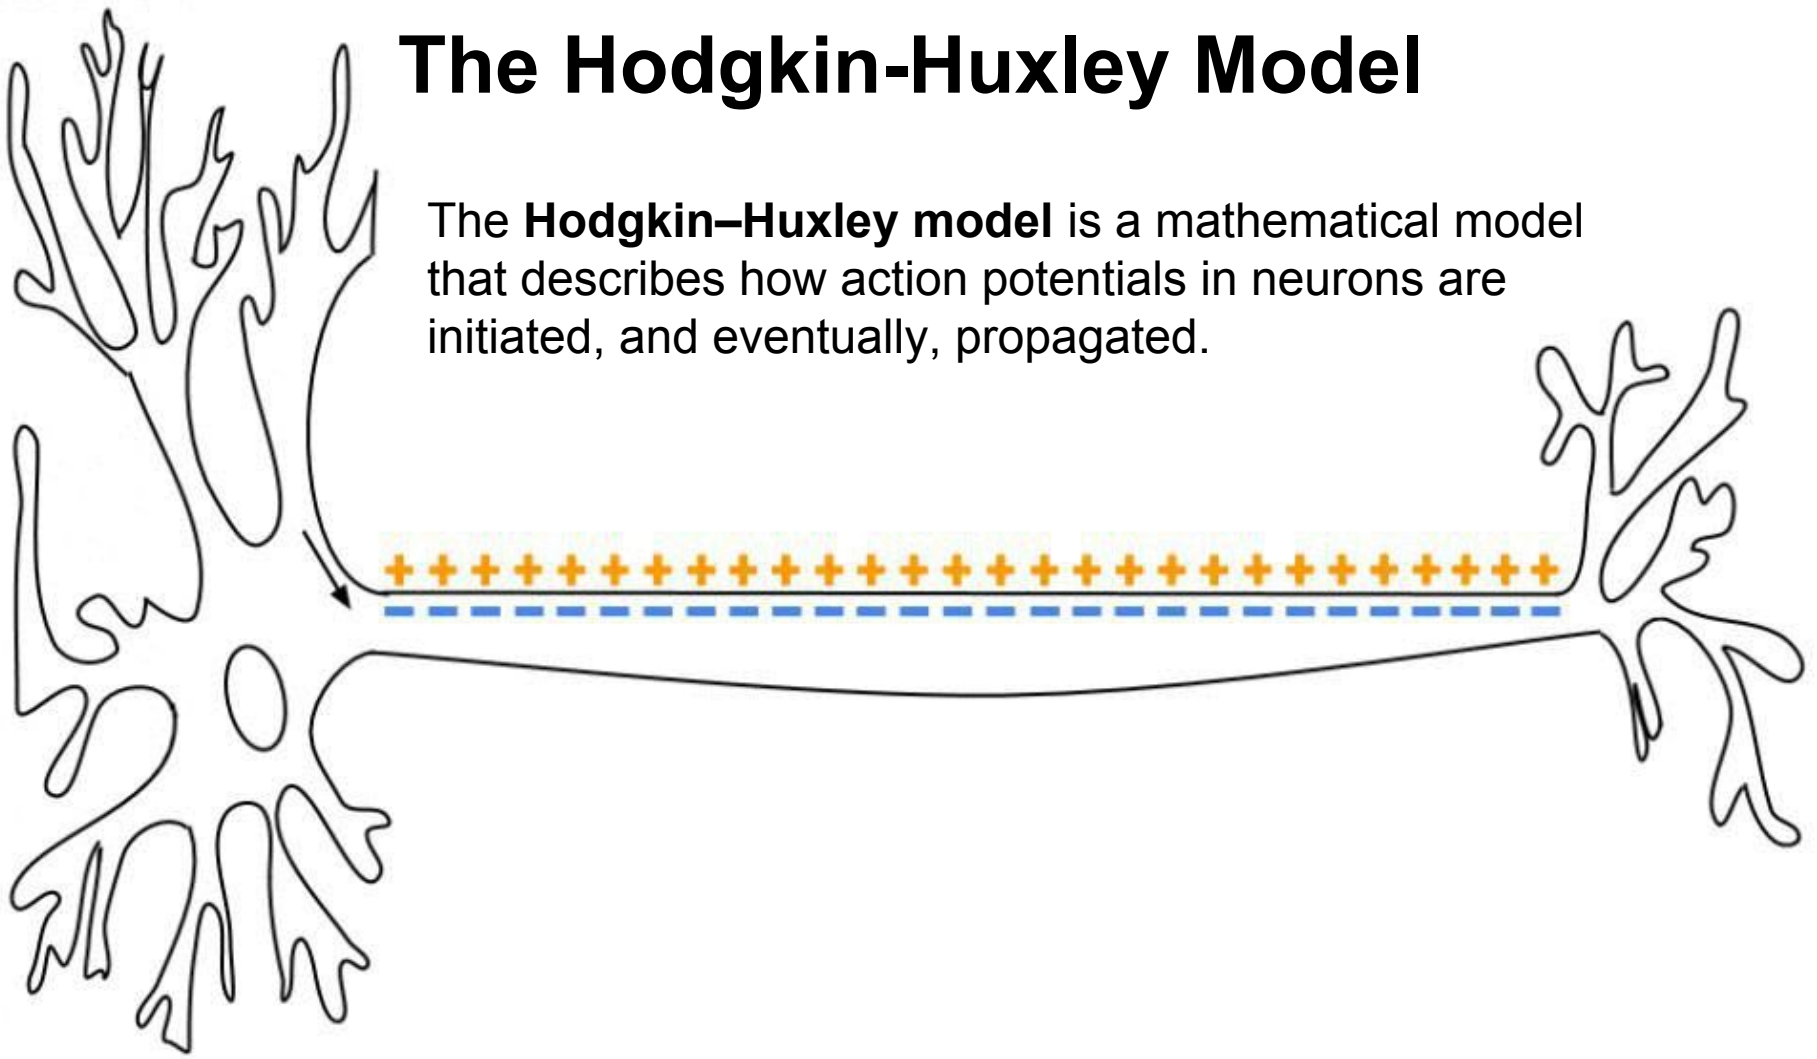 The Hodgkin-Huxley Model
The Hodgkin–Huxley model is a mathematical model
that describes how action potentials in neurons are
initiated, and eventually, propagated.